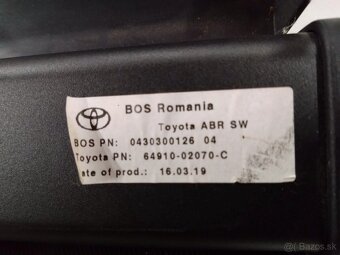 BOS Romania
Toyota ABR SW
BOS PN: 0430300126 04
Toyota PN: 64910-02070-C
ate of prod.: 16.03.19
Bazos.sk